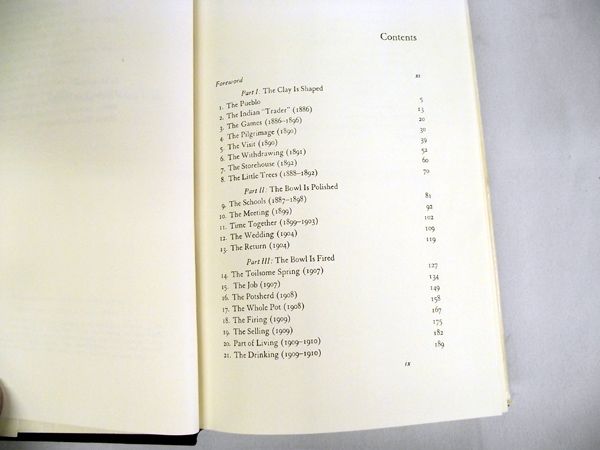 Contents
Foreword xi
Part I: The Clay Is Shaped
1. The Pueblo 5
2. The Indian "Trader" (1886) 13
3. The Games (1886–1896) 20
4. The Pilgrimage (1890) 30
5. The Visit (1890) 39
6. The Withdrawing (1891) 52
7. The Storehouse (1892) 60
8. The Little Trees (1888–1892) 70
Part II: The Bowl Is Polished
9. The Schools (1887–1898) 81
10. The Meeting (1899) 92
11. Time Together (1899–1903) 102
12. The Wedding (1904) 109
13. The Return (1904) 119
Part III: The Bowl Is Fired
14. The Toilsome Spring (1907) 127
15. The Job (1907) 134
16. The Potsherd (1908) 149
17. The Whole Pot (1908) 158
18. The Firing (1909) 167
19. The Selling (1909) 175
20. Part of Living (1909–1910) 182
21. The Drinking (1909–1910) 189
ix